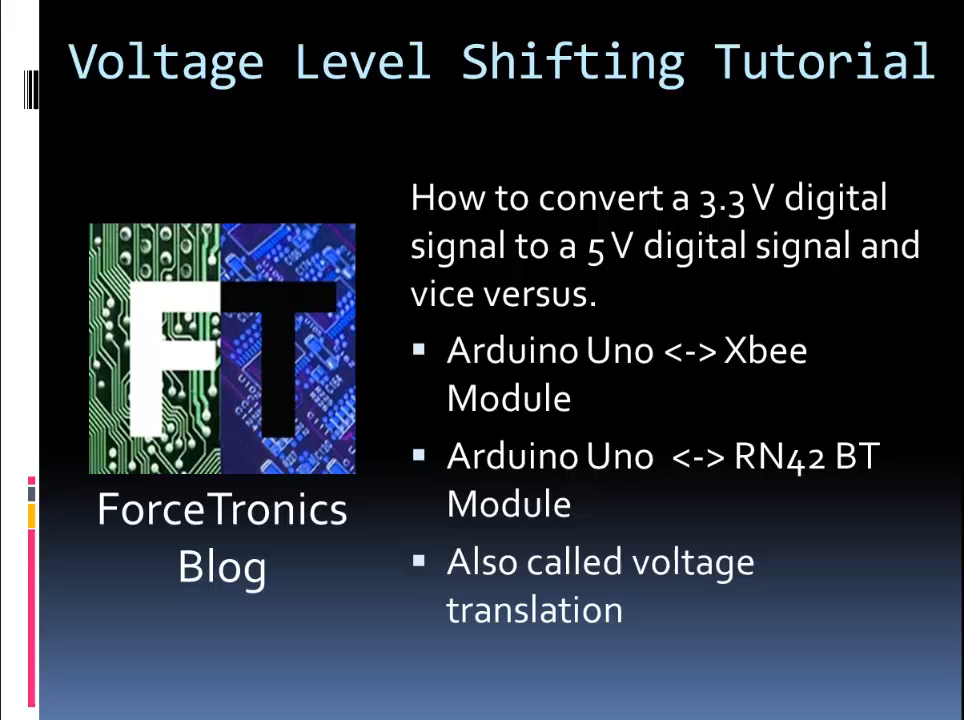 Voltage Level Shifting Tutorial
How to convert a 3.3 V digital
signal to a 5 V digital signal and
vice versus.
▪ Arduino Uno <-> Xbee
Module
▪ Arduino Uno <-> RN42 BT
Module
▪ Also called voltage
translation
FT
ForceTronics
Blog